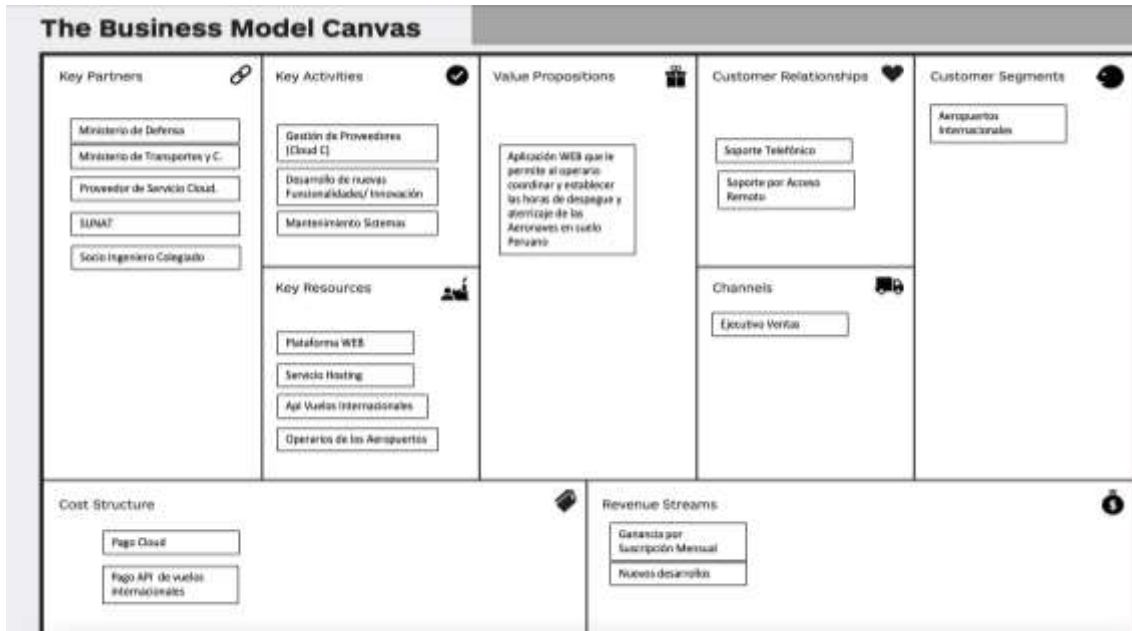 The Business Model Canvas
Key Partners
Ministerio de Defensa
Ministerio de Transportes y C.
Proveedor de Servicio Cloud.
SUNAT
Socio Ingeniero Colegiado
Key Activities
Gestión de Proveedores
(Cloud C)
Desarrollo de nuevas
Funsionalidades/ Innovación
Mantenimiento Sistemas
Key Resources
Plataforma WEB
Servicio Hosting
Api Vuelos Internacionales
Operarios de los Aeropuertos
Value Propositions
Aplicación WEB que le
permite al operario
coordinar y establecer
las horas de despegue y
aterrizaje de las
Aeronaves en suelo
Peruano
Customer Relationships
Soporte Telefónico
Soporte por Acceso
Remoto
Channels
Ejecutivo Ventas
Customer Segments
Aeropuertos
Internacionales
Cost Structure
Pago Cloud
Pago API de vuelos
internacionales
Revenue Streams
Ganancia por
Suscripción Mensual
Nuevos desarrollos